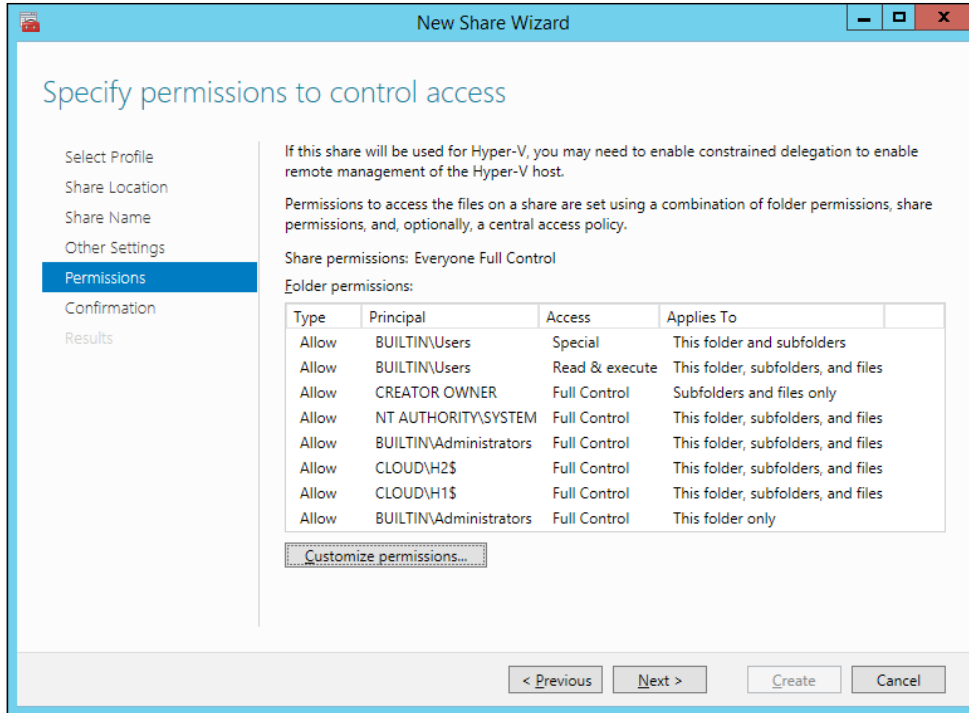 New Share Wizard
Specify permissions to control access
Select Profile
Share Location
Share Name
Other Settings
Permissions
Confirmation
Results
If this share will be used for Hyper-V, you may need to enable constrained delegation to enable
remote management of the Hyper-V host.
Permissions to access the files on a share are set using a combination of folder permissions, share
permissions, and, optionally, a central access policy.
Share permissions: Everyone Full Control
Folder permissions:
Type Principal Access Applies To
Allow BUILTIN\Users Special This folder and subfolders
Allow BUILTIN\Users Read & execute This folder, subfolders, and files
Allow CREATOR OWNER Full Control Subfolders and files only
Allow NT AUTHORITY\SYSTEM Full Control This folder, subfolders, and files
Allow BUILTIN\Administrators Full Control This folder, subfolders, and files
Allow CLOUD\H2$ Full Control This folder, subfolders, and files
Allow CLOUD\H1$ Full Control This folder, subfolders, and files
Allow BUILTIN\Administrators Full Control This folder only
Customize permissions...
< Previous Next > Create Cancel